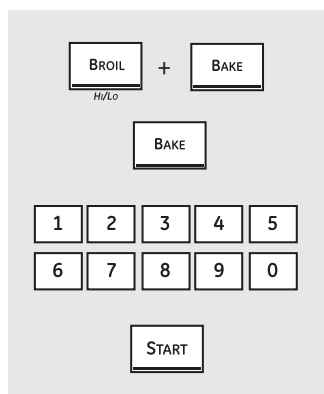 BROIL + BAKE
HI/LO
BAKE
1 2 3 4 5
6 7 8 9 0
START